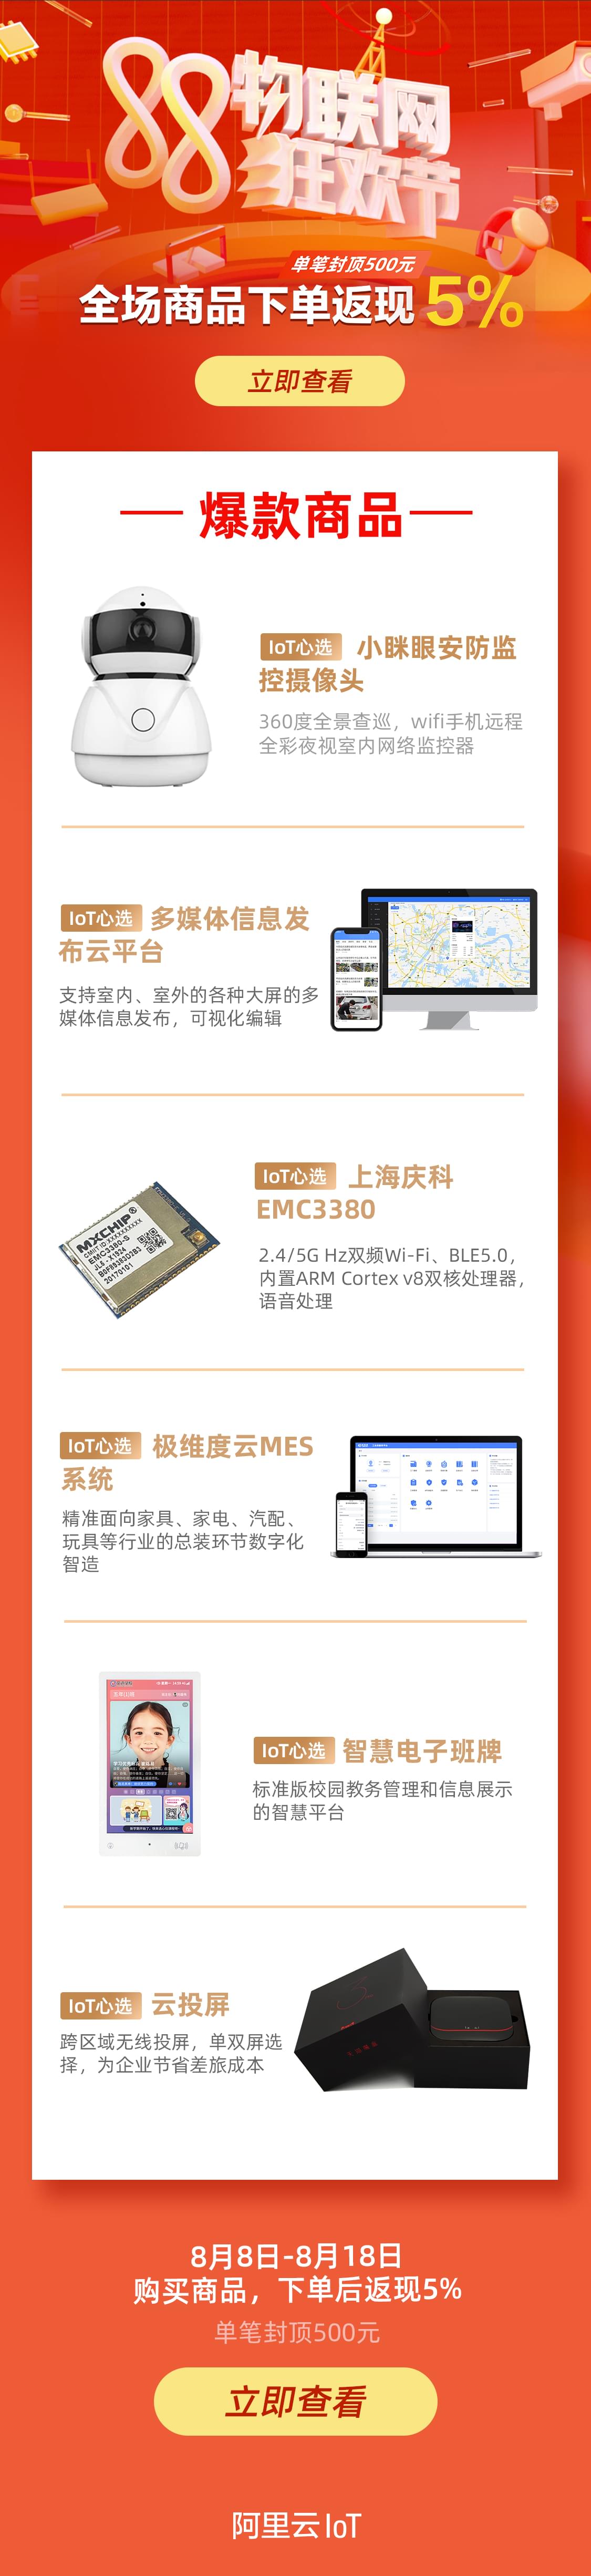 88物联网
狂欢节
单笔封顶500元
全场商品下单返现5%
立即查看
爆款商品
IoT心选 小眯眼安防监
控摄像头
360度全景查巡，wifi手机远程
全彩夜视室内网络监控器
IoT心选 多媒体信息发
布云平台
支持室内、室外的各种大屏的多
媒体信息发布，可视化编辑
IoT心选 上海庆科
EMC3380
2.4/5G Hz双频Wi-Fi、BLE5.0，
内置ARM Cortex v8双核处理器，
语音处理
MXCHIP®
EMC3380-S
20170101
IoT心选 极维度云MES
系统
精准面向家具、家电、汽配、
玩具等行业的总装环节数字化
智造
IoT心选 智慧电子班牌
标准版校园教务管理和信息展示
的智慧平台
IoT心选 云投屏
跨区域无线投屏，单双屏选
择，为企业节省差旅成本
8月8日-8月18日
购买商品，下单后返现5%
单笔封顶500元
立即查看
阿里云IoT